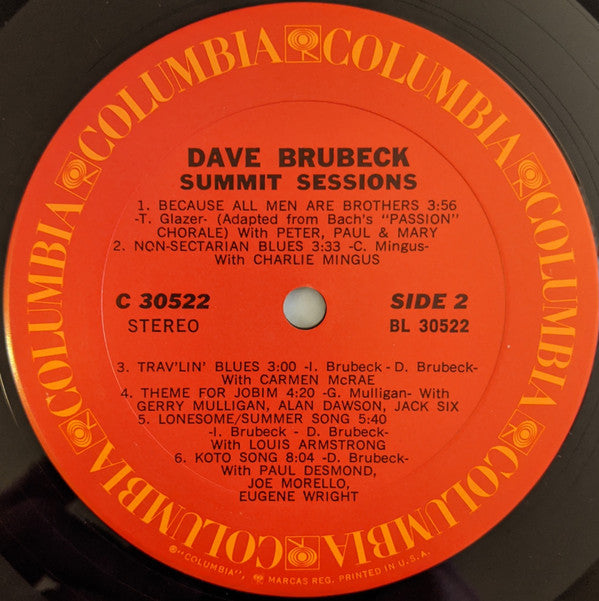 COLUMBIA COLUMBIA COLUMBIA COLUMBIA COLUMBIA COLUMBIA
DAVE BRUBECK
SUMMIT SESSIONS
1. BECAUSE ALL MEN ARE BROTHERS 3:56
-T. Glazer- (Adapted from Bach's "PASSION"
CHORALE) With PETER, PAUL & MARY
2. NON-SECTARIAN BLUES 3:33 -C. Mingus-
With CHARLIE MINGUS
C 30522 SIDE 2
STEREO BL 30522
3. TRAV'LIN' BLUES 3:00 -I. Brubeck - D. Brubeck-
With CARMEN McRAE
4. THEME FOR JOBIM 4:20 -G. Mulligan- With
GERRY MULLIGAN, ALAN DAWSON, JACK SIX
5. LONESOME/SUMMER SONG 5:40
-I. Brubeck - D. Brubeck-
With LOUIS ARMSTRONG
6. KOTO SONG 8:04 -D. Brubeck-
With PAUL DESMOND,
JOE MORELLO,
EUGENE WRIGHT
℗"COLUMBIA", MARCAS REG. PRINTED IN U.S.A.